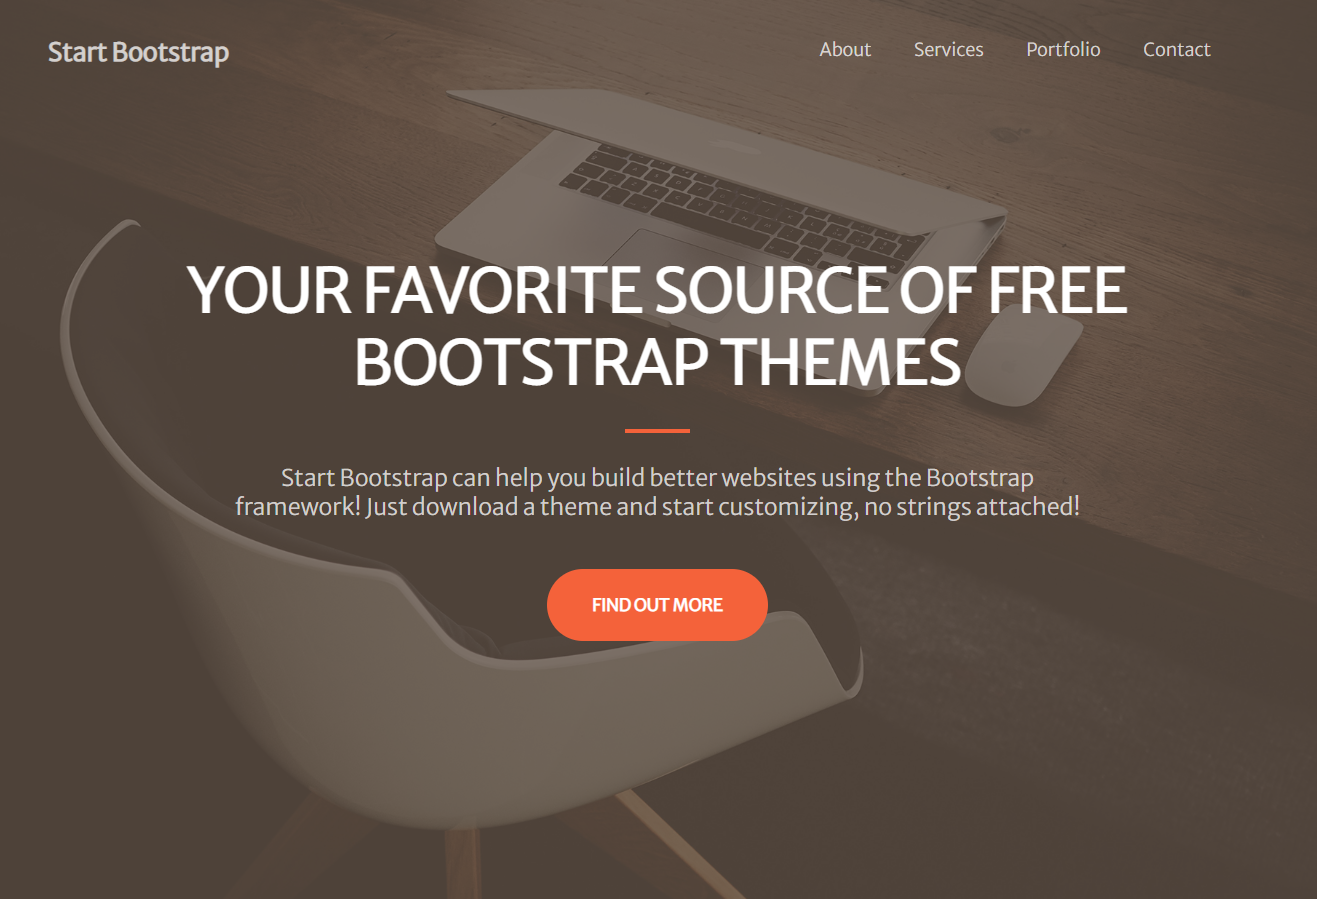 Start Bootstrap
About Services Portfolio Contact
YOUR FAVORITE SOURCE OF FREE
BOOTSTRAP THEMES
Start Bootstrap can help you build better websites using the Bootstrap
framework! Just download a theme and start customizing, no strings attached!
FIND OUT MORE